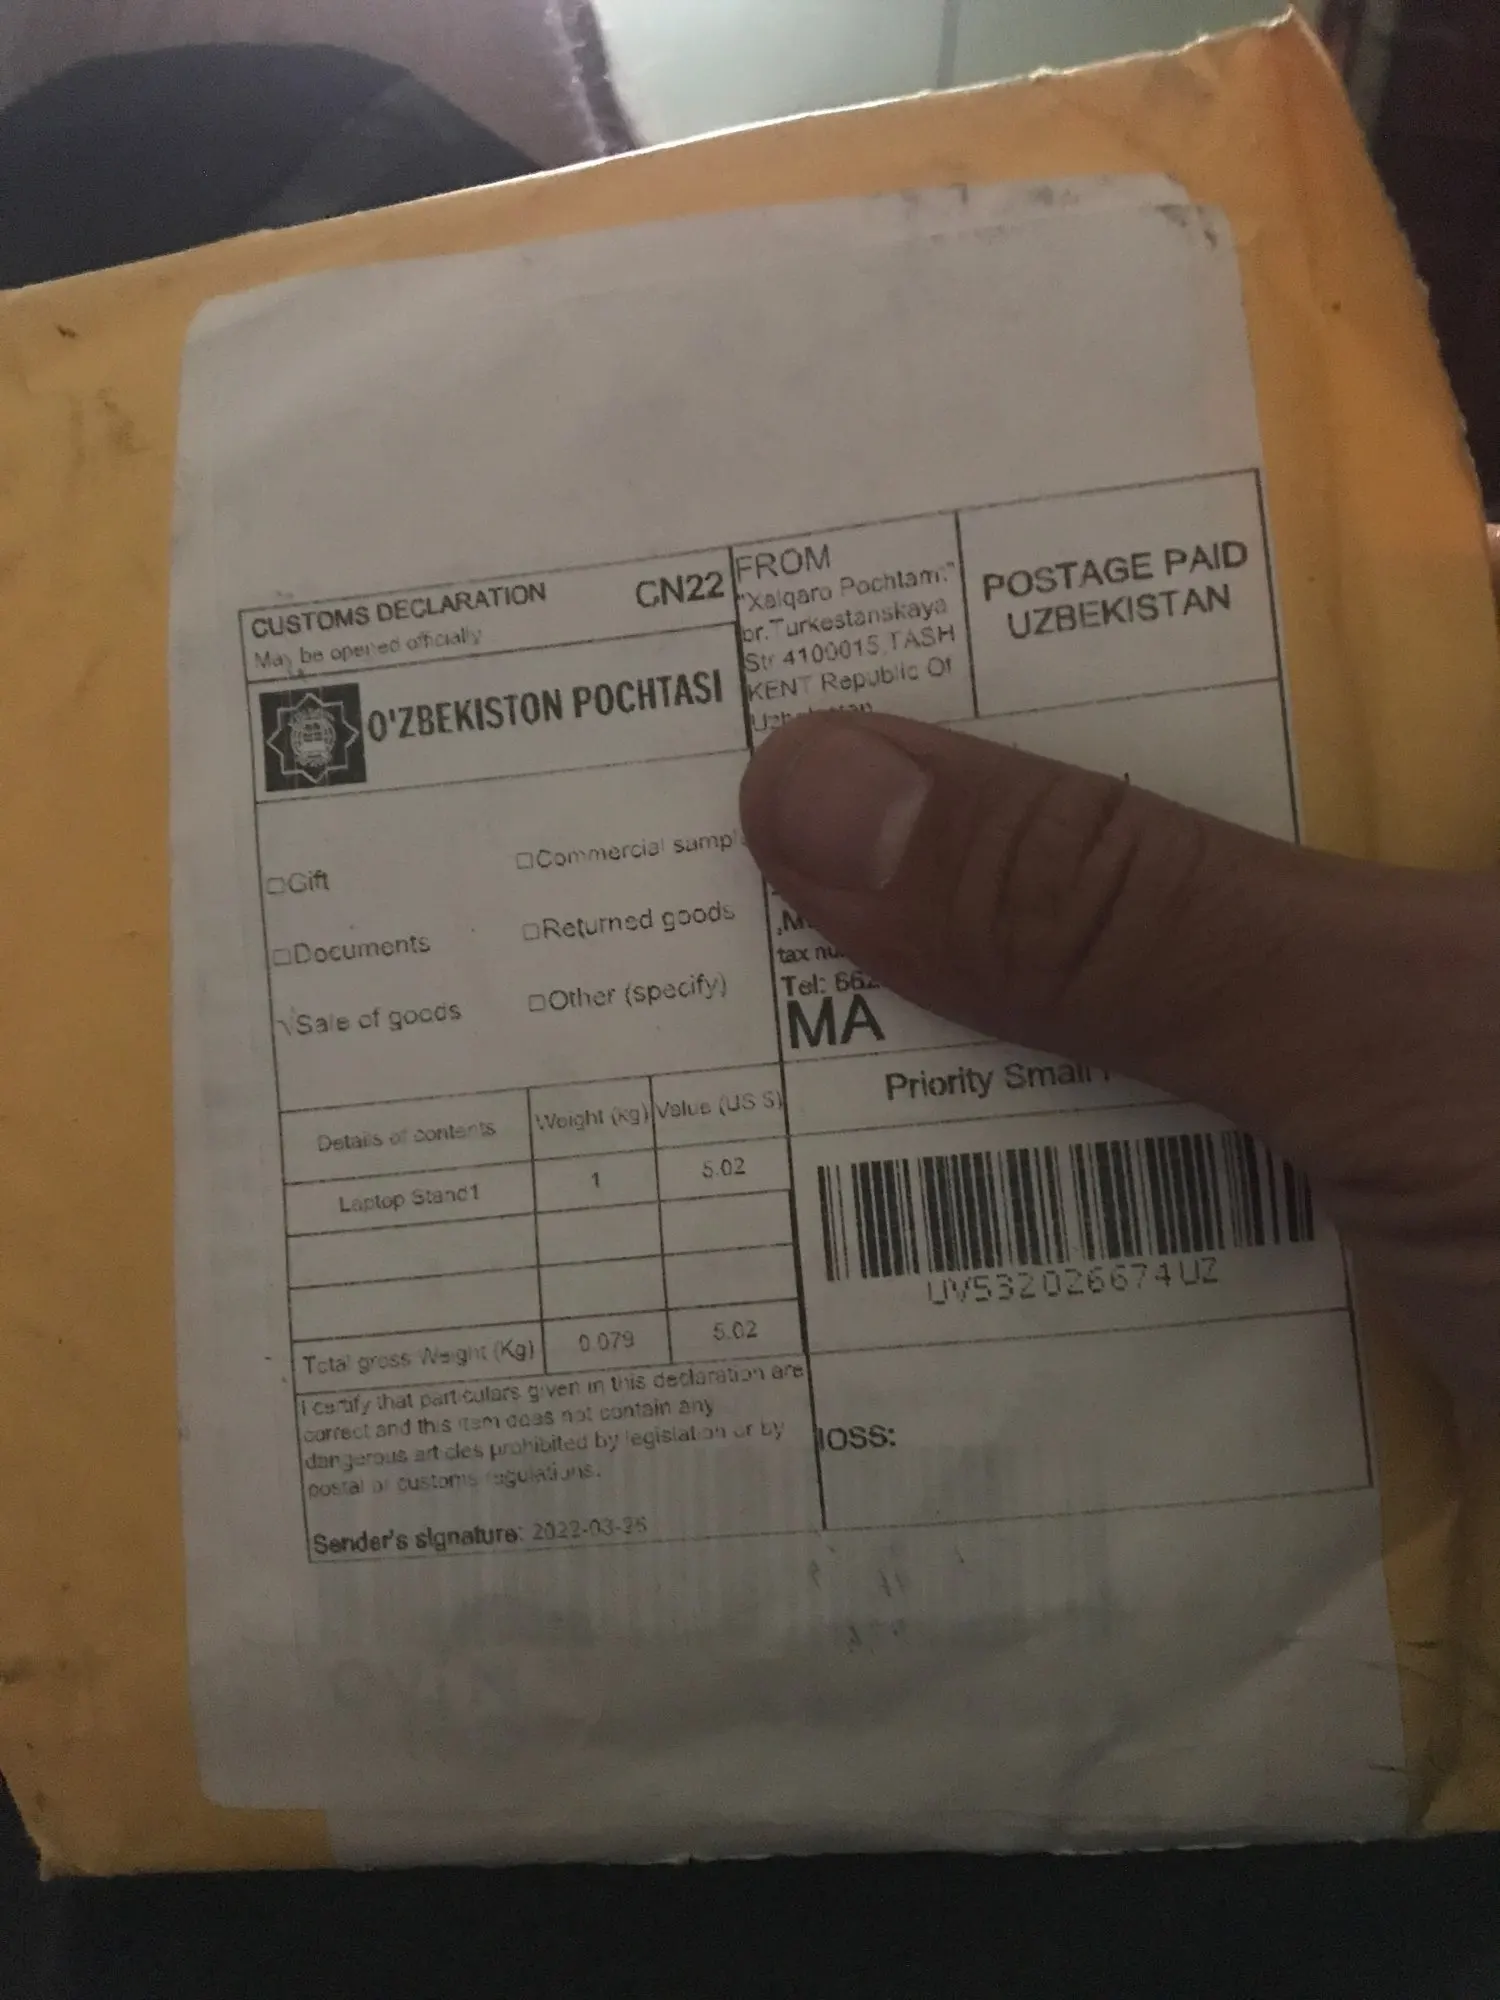 CUSTOMS DECLARATION CN22
May be opened officially
O'ZBEKISTON POCHTASI
FROM
"Xalqaro Pochtam:"
br.Turkestanskaya
Str 4100015,TASH
KENT Republic Of
POSTAGE PAID
UZBEKISTAN
□Gift
□Commercial
□Documents
□Returned goods
√Sale of goods
□Other (specify)
tax
Tel:
MA
Priority Small
Details of contents Weight (kg) Value (US $)
Laptop Stand1 1 5.02
Total gross Weight (Kg) 0.079 5.02
UV532026674UZ
I certify that particulars given in this declaration are
correct and this item does not contain any
dangerous articles prohibited by legislation or by
postal or customs regulations.
Sender's signature: 2022-03-
IOSS: